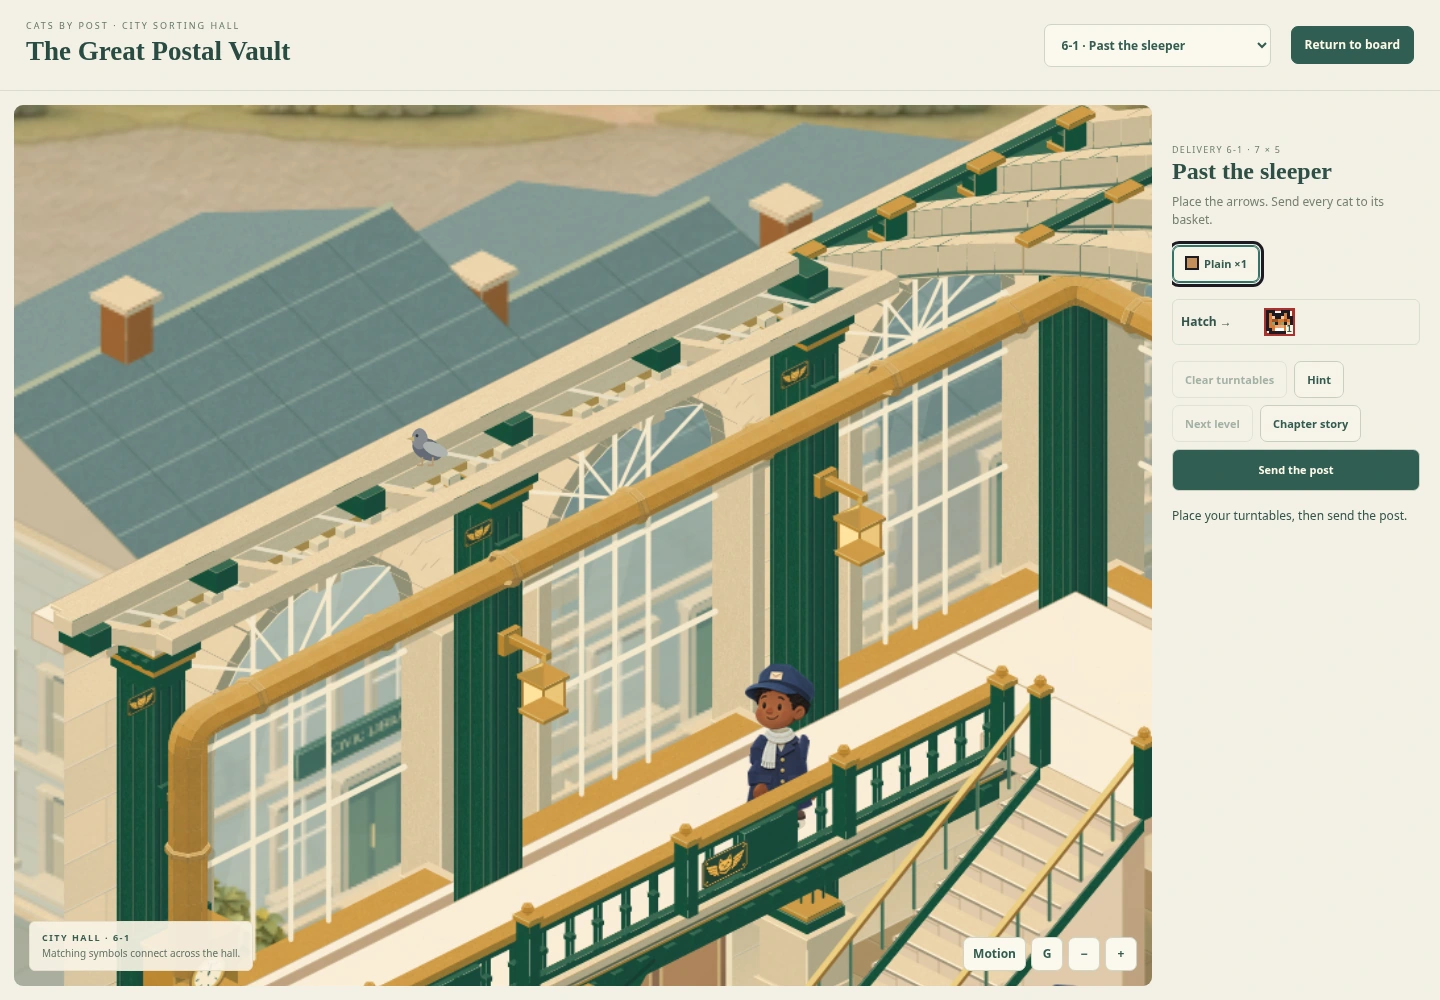 CATS BY POST · CITY SORTING HALL
The Great Postal Vault
6-1 · Past the sleeper
Return to board
DELIVERY 6-1 · 7 × 5
Past the sleeper
Place the arrows. Send every cat to its
basket.
Plain ×1
Hatch →
1
Clear turntables
Hint
Next level
Chapter story
Send the post
Place your turntables, then send the post.
CIVIC
CITY HALL · 6-1
Matching symbols connect across the hall.
Motion
G
−
+